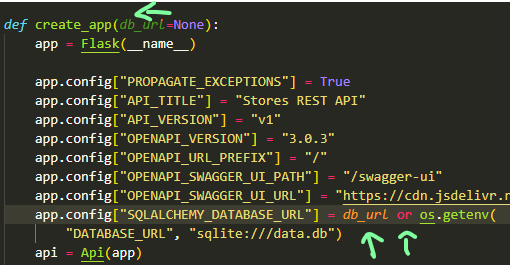 def create_app(db_url=None):
app = Flask(__name__)
app.config["PROPAGATE_EXCEPTIONS"] = True
app.config["API_TITLE"] = "Stores REST API"
app.config["API_VERSION"] = "v1"
app.config["OPENAPI_VERSION"] = "3.0.3"
app.config["OPENAPI_URL_PREFIX"] = "/"
app.config["OPENAPI_SWAGGER_UI_PATH"] = "/swagger-ui"
app.config["OPENAPI_SWAGGER_UI_URL"] = "https://cdn.jsdelivr.
app.config["SQLALCHEMY_DATABASE_URL"] = db_url or os.getenv(
"DATABASE_URL", "sqlite:///data.db")
api = Api(app)